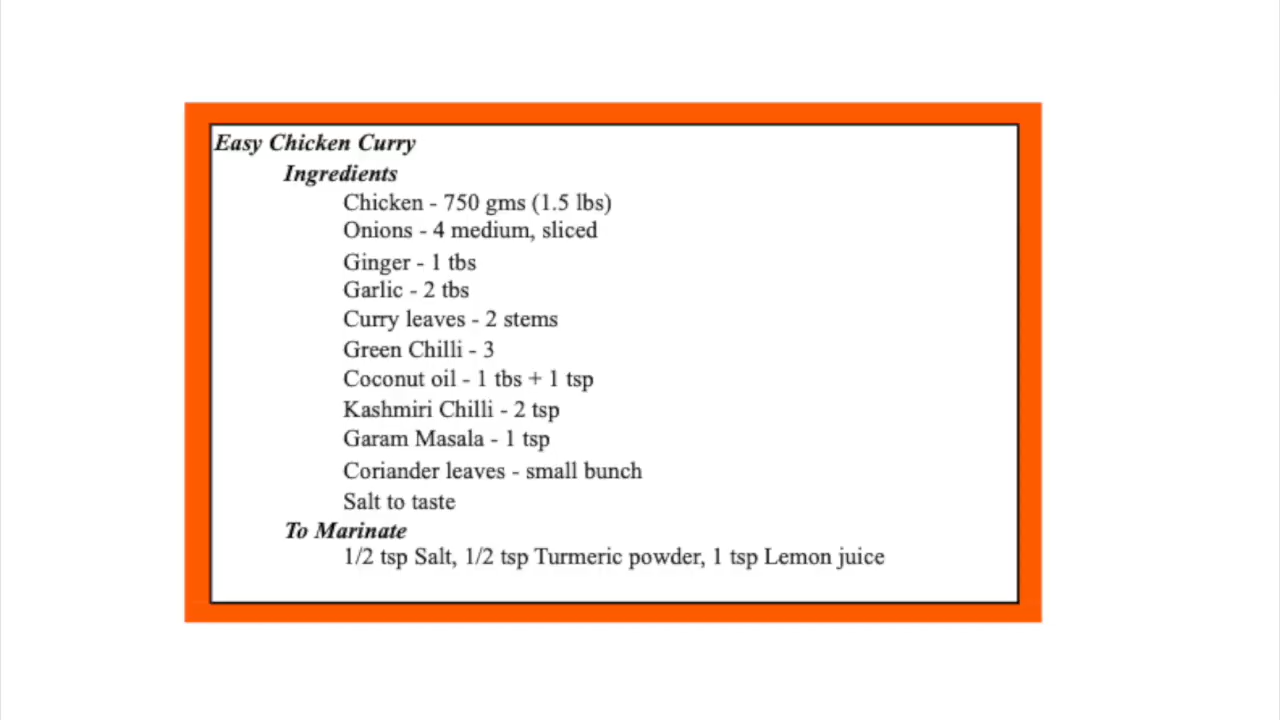 Easy Chicken Curry
Ingredients
Chicken - 750 gms (1.5 lbs)
Onions - 4 medium, sliced
Ginger - 1 tbs
Garlic - 2 tbs
Curry leaves - 2 stems
Green Chilli - 3
Coconut oil - 1 tbs + 1 tsp
Kashmiri Chilli - 2 tsp
Garam Masala - 1 tsp
Coriander leaves - small bunch
Salt to taste
To Marinate
1/2 tsp Salt, 1/2 tsp Turmeric powder, 1 tsp Lemon juice